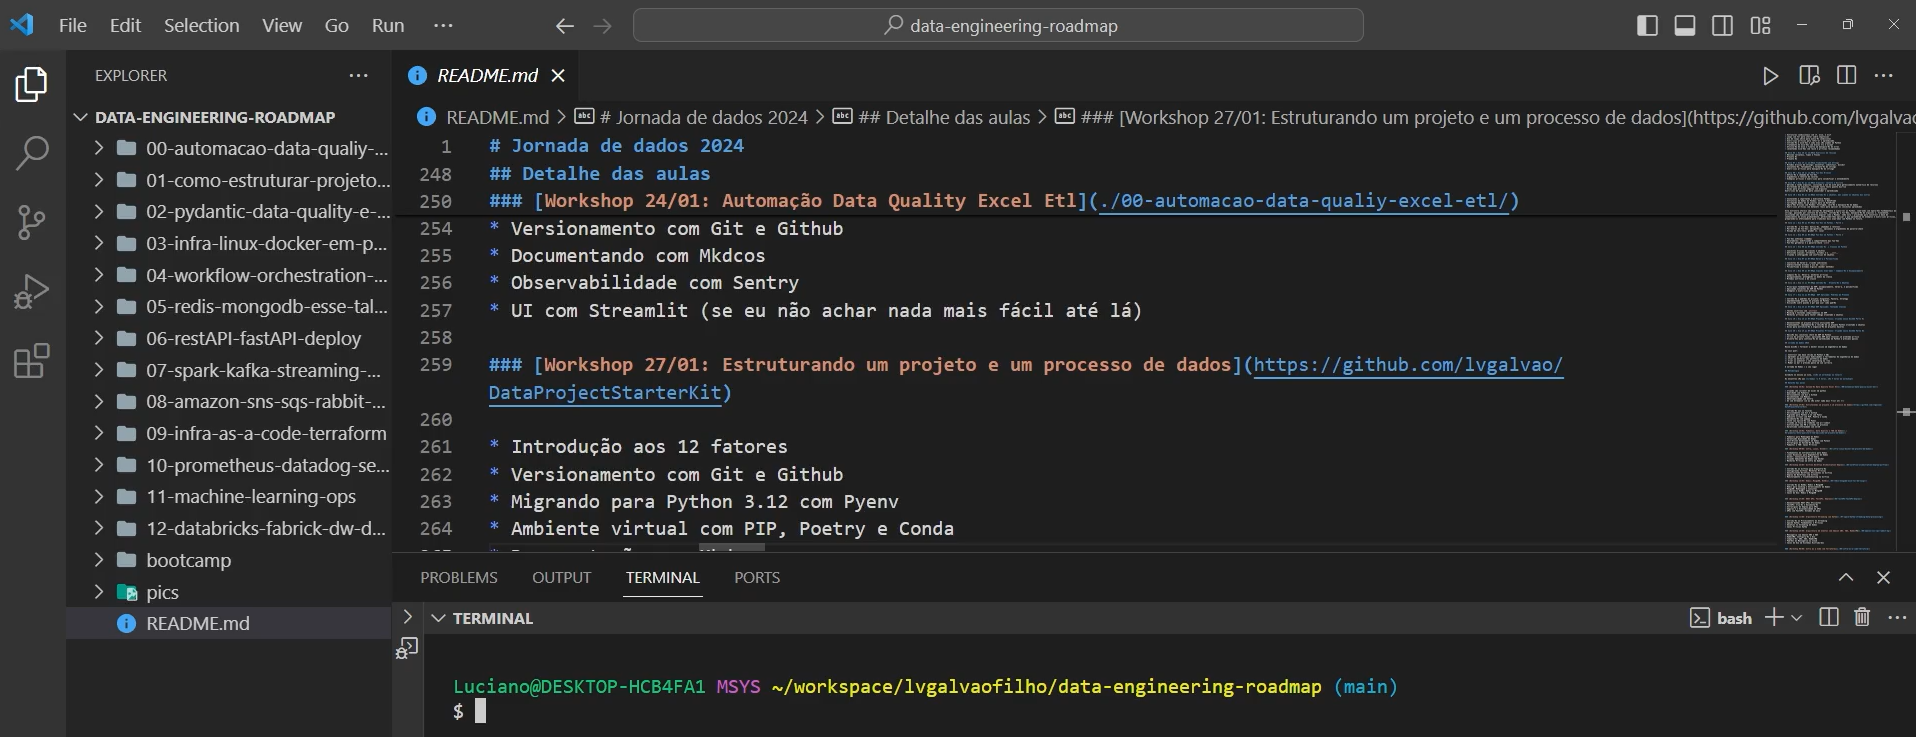 File Edit Selection View Go Run ...
data-engineering-roadmap
EXPLORER
DATA-ENGINEERING-ROADMAP
00-automacao-data-qualiy-...
01-como-estruturar-projeto...
02-pydantic-data-quality-e-...
03-infra-linux-docker-em-p...
04-workflow-orchestration-...
05-redis-mongodb-esse-tal...
06-restAPI-fastAPI-deploy
07-spark-kafka-streaming-...
08-amazon-sns-sqs-rabbit-...
09-infra-as-a-code-terraform
10-prometheus-datadog-se...
11-machine-learning-ops
12-databricks-fabrick-dw-d...
bootcamp
pics
README.md
README.md
README.md > # Jornada de dados 2024 > ## Detalhe das aulas > ### [Workshop 27/01: Estruturando um projeto e um processo de dados](https://github.com/lvgalvao
1 # Jornada de dados 2024
248 ## Detalhe das aulas
250 ### [Workshop 24/01: Automação Data Quality Excel Etl](./00-automacao-data-qualiy-excel-etl/)
254 * Versionamento com Git e Github
255 * Documentando com Mkdcos
256 * Observabilidade com Sentry
257 * UI com Streamlit (se eu não achar nada mais fácil até lá)
258
259 ### [Workshop 27/01: Estruturando um projeto e um processo de dados](https://github.com/lvgalvao/
DataProjectStarterKit)
260
261 * Introdução aos 12 fatores
262 * Versionamento com Git e Github
263 * Migrando para Python 3.12 com Pyenv
264 * Ambiente virtual com PIP, Poetry e Conda
PROBLEMS OUTPUT TERMINAL PORTS
TERMINAL
bash
Luciano@DESKTOP-HCB4FA1 MSYS ~/workspace/lvgalvaofilho/data-engineering-roadmap (main)
$